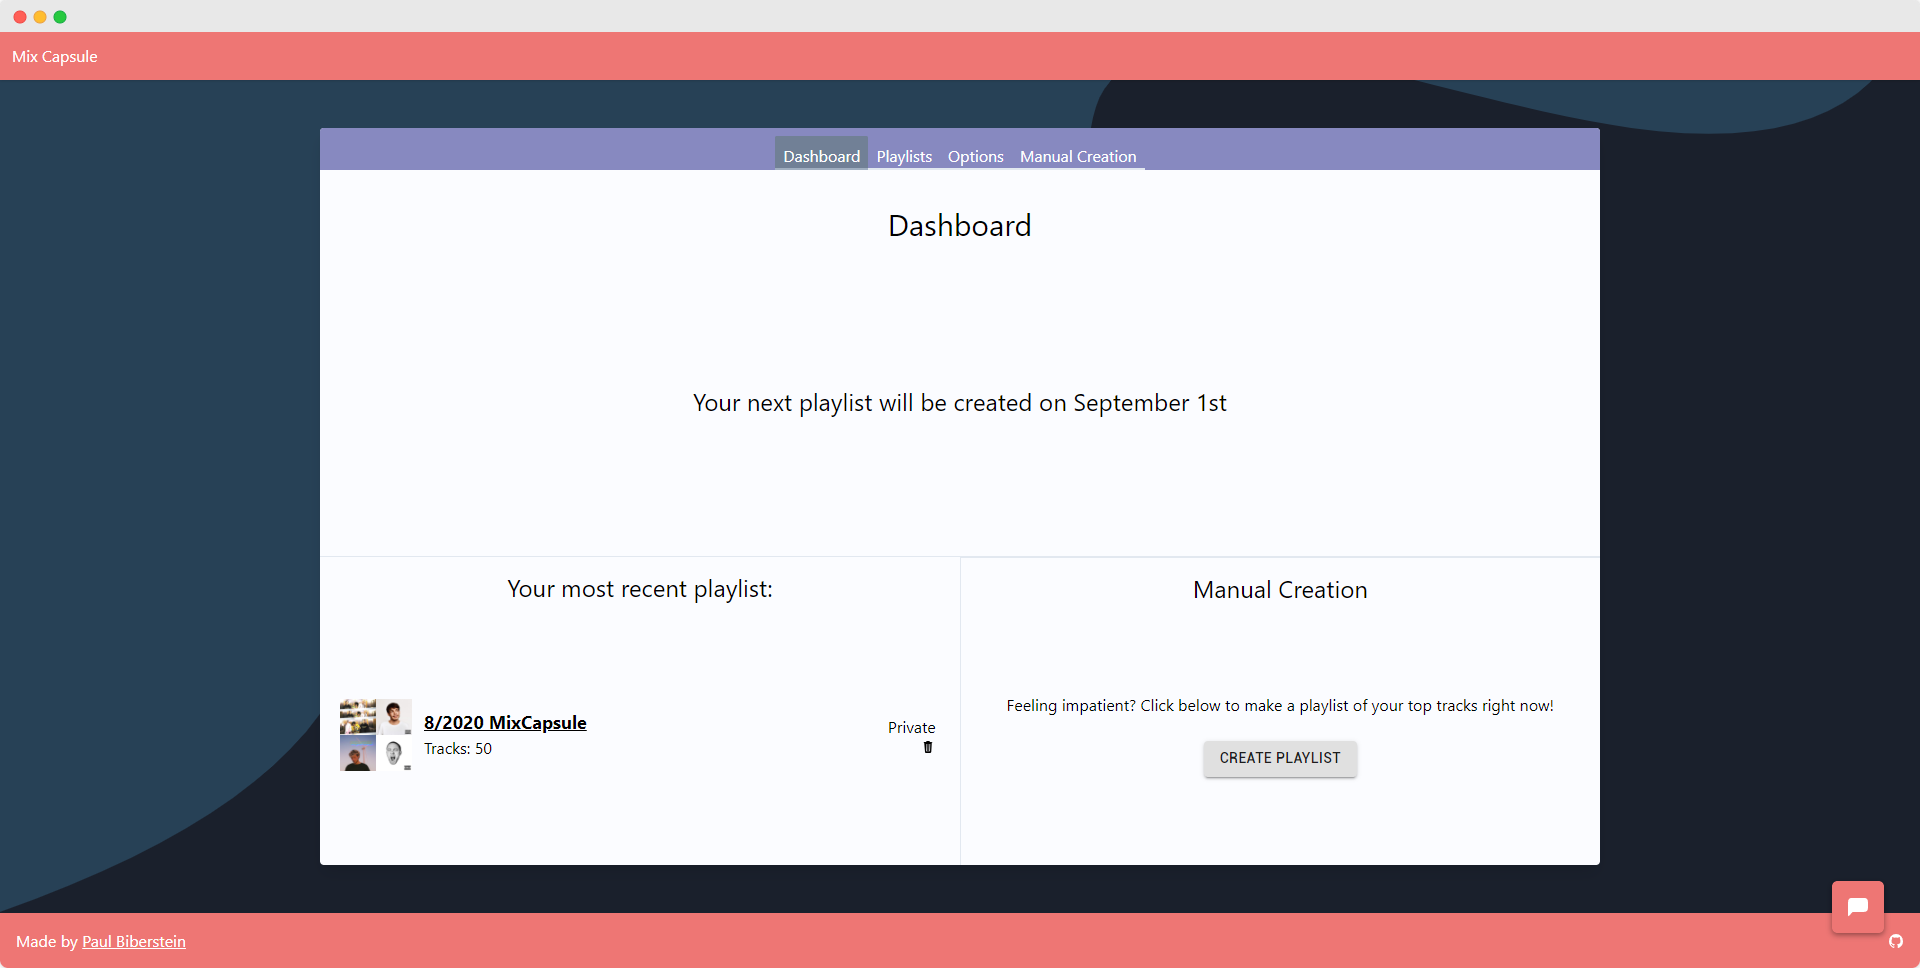 Mix Capsule
Dashboard Playlists Options Manual Creation
Dashboard
Your next playlist will be created on September 1st
Your most recent playlist:
8/2020 MixCapsule
Tracks: 50
Private
Manual Creation
Feeling impatient? Click below to make a playlist of your top tracks right now!
CREATE PLAYLIST
Made by Paul Biberstein